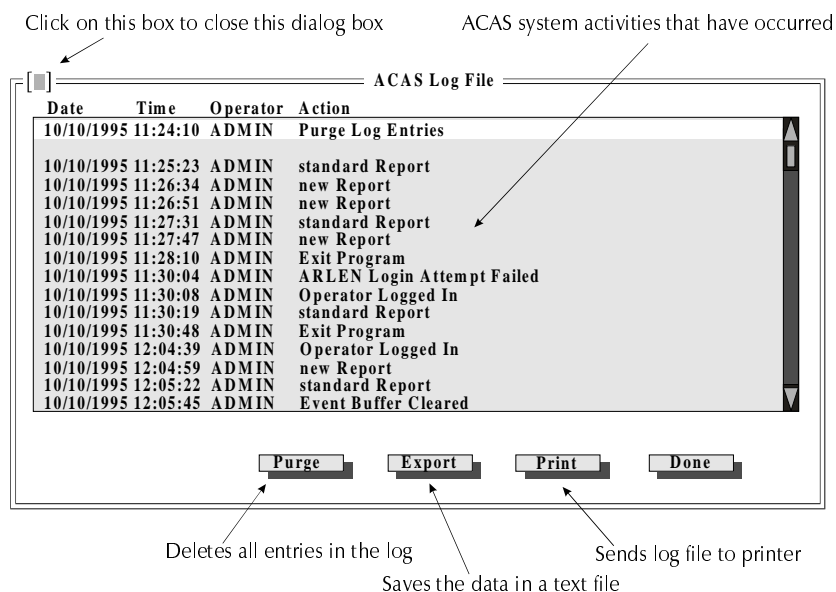 Click on this box to close this dialog box
ACAS system activities that have occurred
ACAS Log File
Date Time Operator Action
10/10/1995 11:24:10 ADMIN Purge Log Entries
10/10/1995 11:25:23 ADMIN standard Report
10/10/1995 11:26:34 ADMIN new Report
10/10/1995 11:26:51 ADMIN new Report
10/10/1995 11:27:31 ADMIN standard Report
10/10/1995 11:27:47 ADMIN new Report
10/10/1995 11:28:10 ADMIN Exit Program
10/10/1995 11:30:04 ADMIN ARLEN Login Attempt Failed
10/10/1995 11:30:08 ADMIN Operator Logged In
10/10/1995 11:30:19 ADMIN standard Report
10/10/1995 11:30:48 ADMIN Exit Program
10/10/1995 12:04:39 ADMIN Operator Logged In
10/10/1995 12:04:59 ADMIN new Report
10/10/1995 12:05:22 ADMIN standard Report
10/10/1995 12:05:45 ADMIN Event Buffer Cleared
Purge Export Print Done
Deletes all entries in the log
Sends log file to printer
Saves the data in a text file